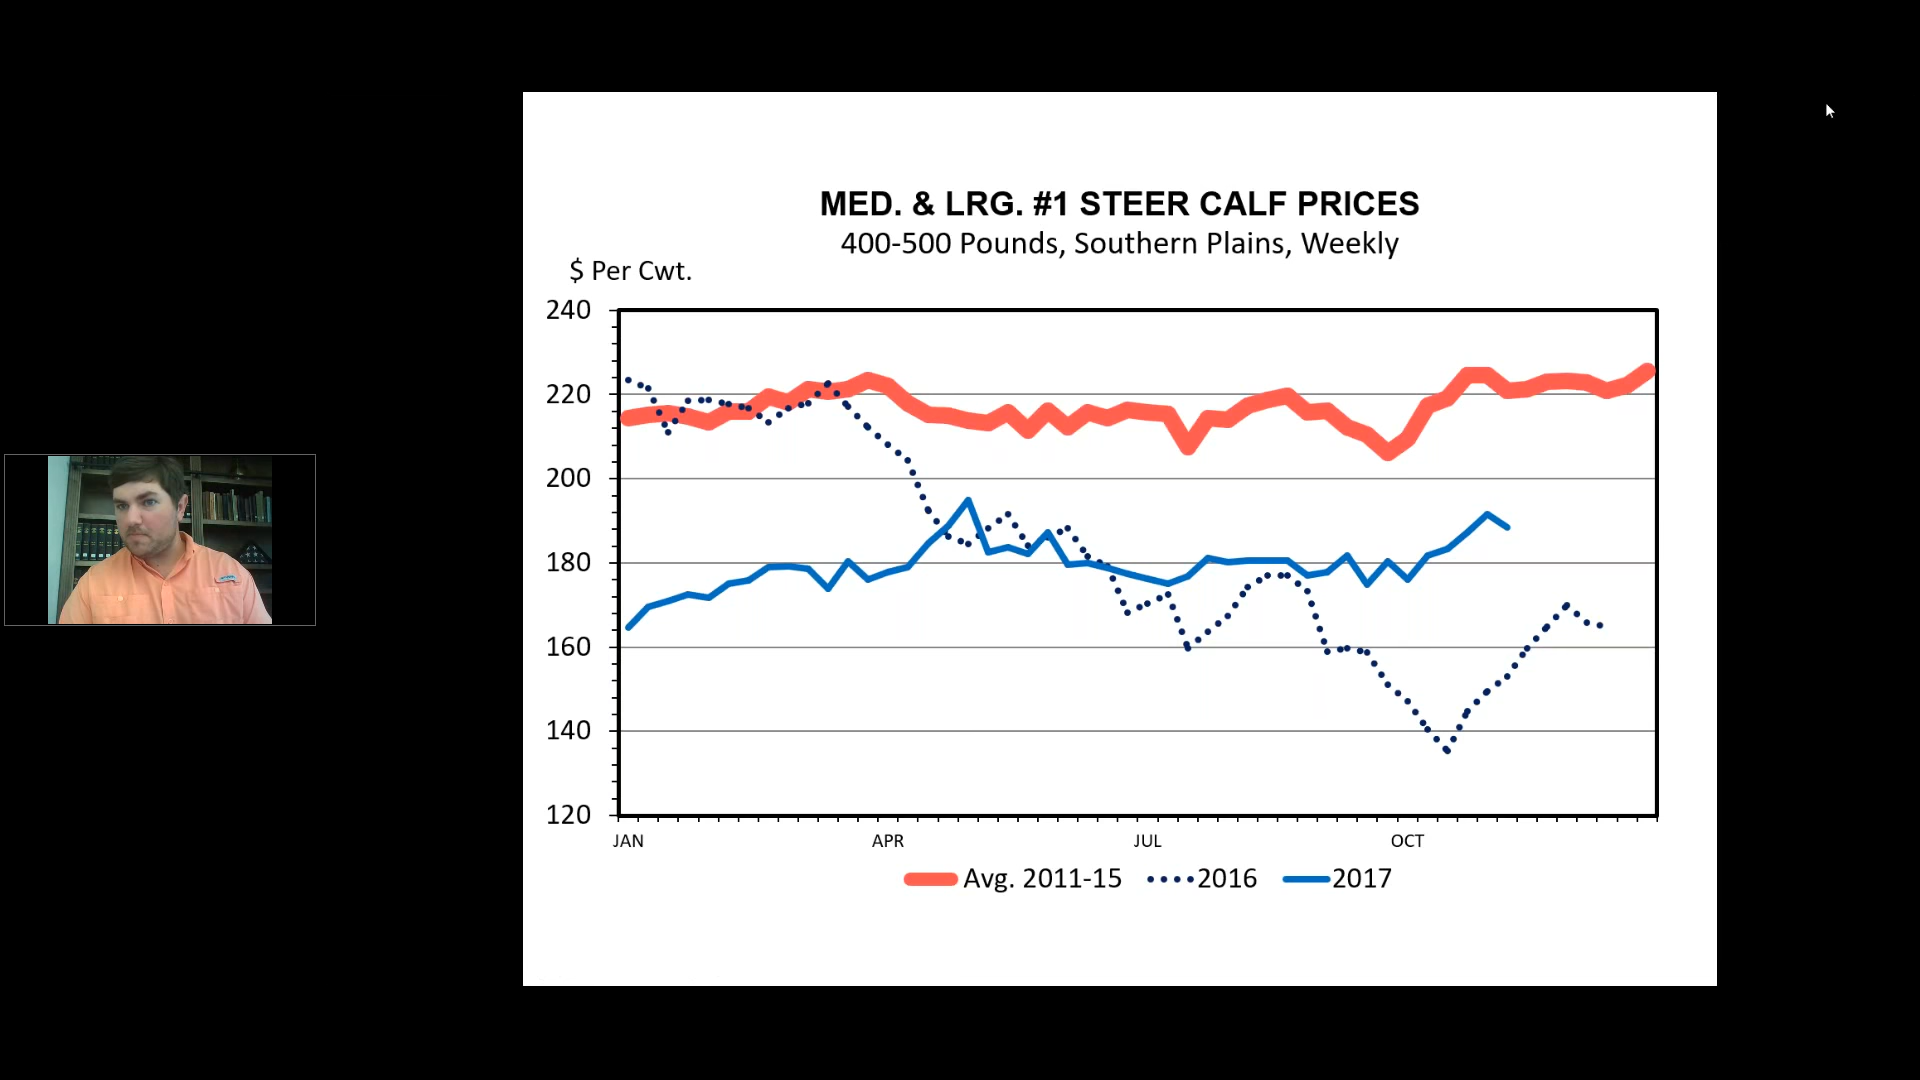 MED. & LRG. #1 STEER CALF PRICES
400-500 Pounds, Southern Plains, Weekly
$ Per Cwt.
240
220
200
180
160
140
120
JAN APR JUL OCT
Avg. 2011-15 2016 2017